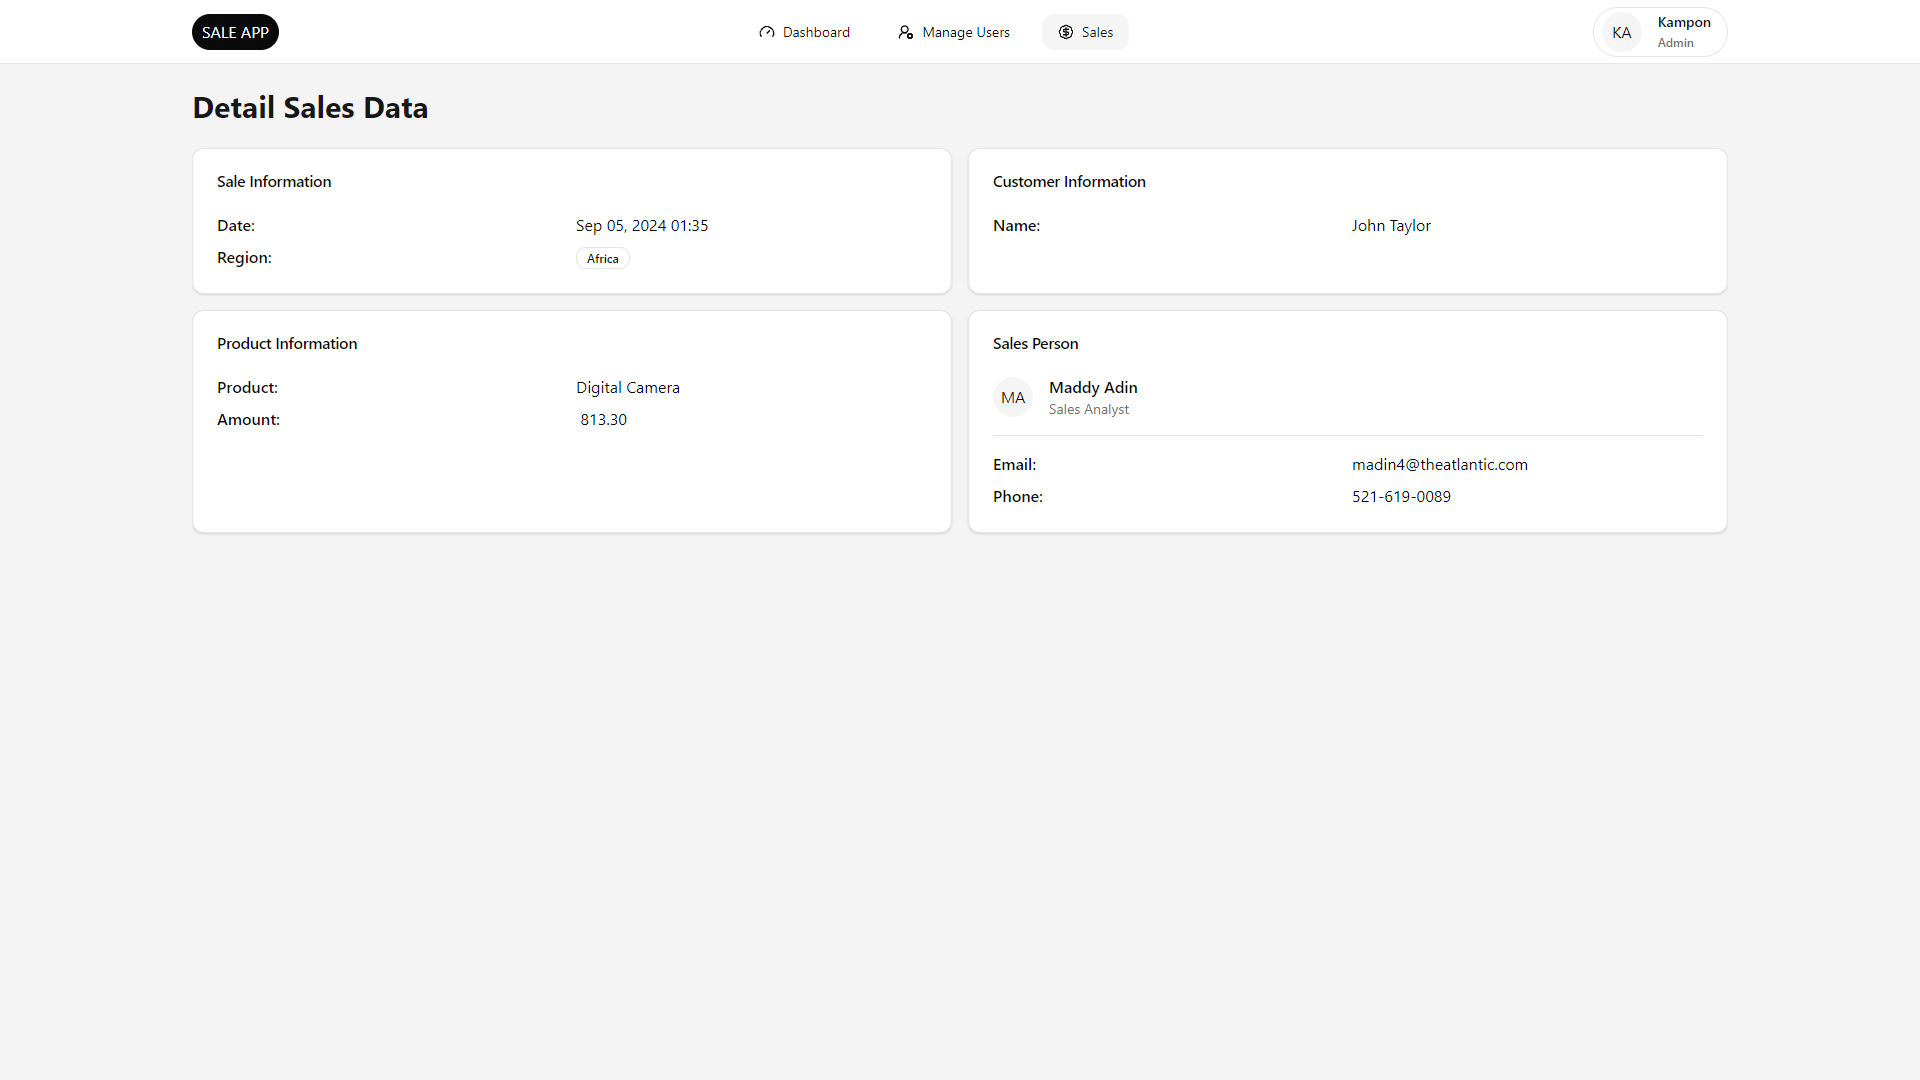 SALE APP
Dashboard
Manage Users
Sales
KA
Kampon
Admin
Detail Sales Data
Sale Information
Date: Sep 05, 2024 01:35
Region: Africa
Customer Information
Name: John Taylor
Product Information
Product: Digital Camera
Amount: 813.30
Sales Person
MA
Maddy Adin
Sales Analyst
Email: madin4@theatlantic.com
Phone: 521-619-0089